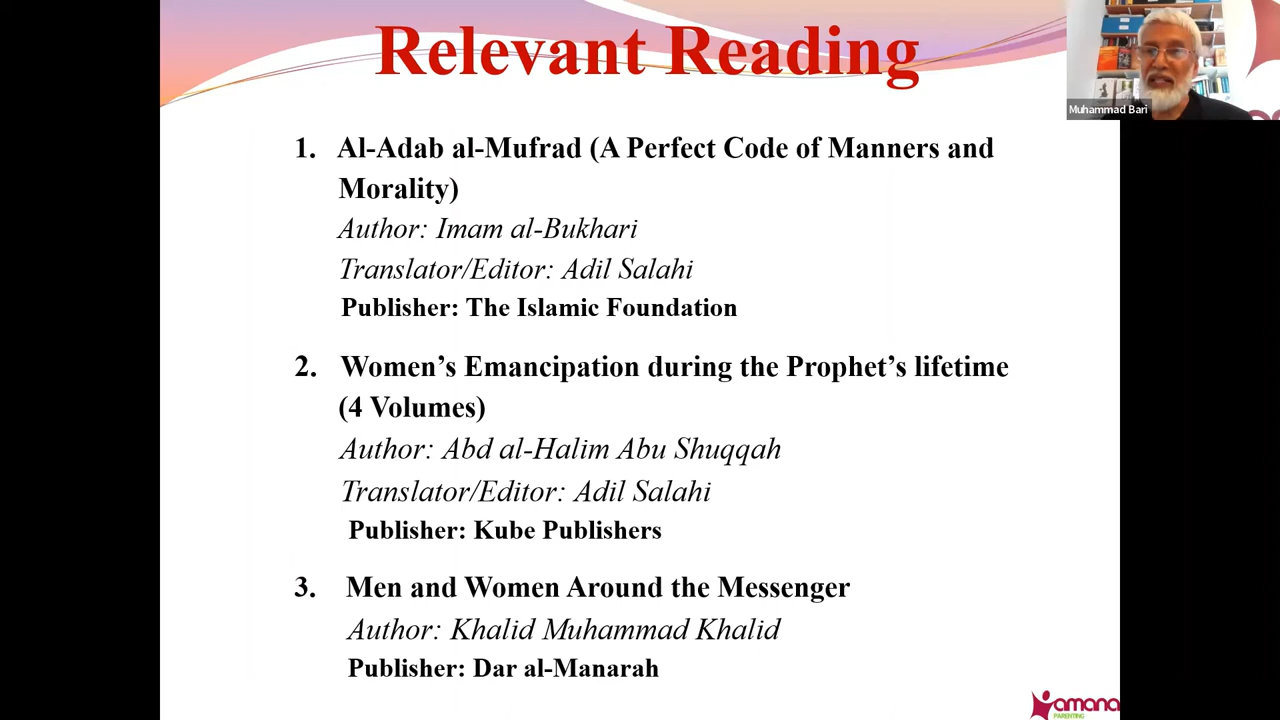 Relevant Reading
Muhammad Bari
1. Al-Adab al-Mufrad (A Perfect Code of Manners and
Morality)
Author: Imam al-Bukhari
Translator/Editor: Adil Salahi
Publisher: The Islamic Foundation
2. Women’s Emancipation during the Prophet’s lifetime
(4 Volumes)
Author: Abd al-Halim Abu Shuqqah
Translator/Editor: Adil Salahi
Publisher: Kube Publishers
3. Men and Women Around the Messenger
Author: Khalid Muhammad Khalid
Publisher: Dar al-Manarah
amana
PARENTING